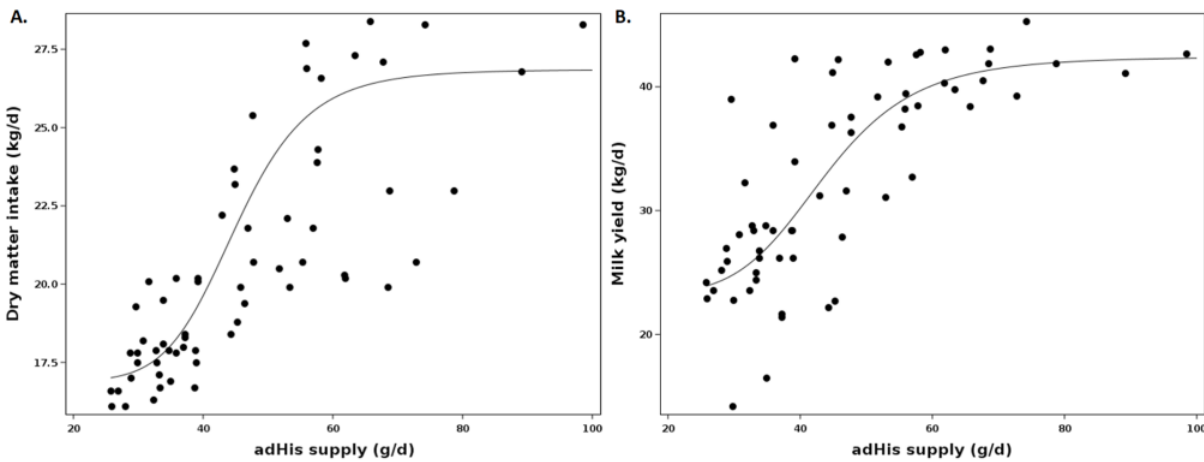 A.
Dry matter intake (kg/d)
27.5
25.0
22.5
20.0
17.5
20 40 60 80 100
adHis supply (g/d)
B.
Milk yield (kg/d)
40
30
20
20 40 60 80 100
adHis supply (g/d)